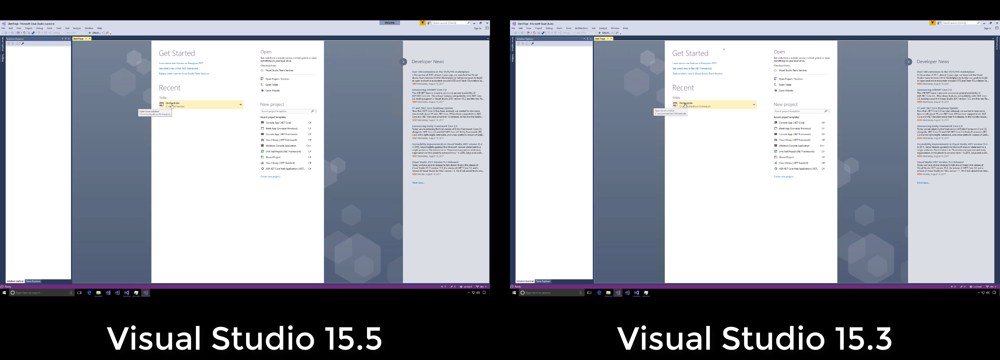 Start Page - Microsoft Visual Studio vsuvscore
PREVIEW
Quick Launch (Ctrl+Q)
File Edit View Project Debug Team Tools Test Analyze Window Help
Sign in
Debug
Any CPU
Attach...
Server Explorer
Toolbox
Solution Explorer
Start Page
Get Started
Learn about new features in Enterprise 2017
See what's new in the .NET Framework
Explore what's new in Visual Studio Team Services
Recent
Today
Orchard.sln
Open local solution
C:\src\orchard\src\Orchard.sln
Open
Get code from a remote version control system or open
something on your local drive.
Checkout from:
Visual Studio Team Services
Open Project / Solution
Open Folder
Open Website
New project
Search project templates
Recent project templates:
Console App (.NET Core) C#
Blank App (Universal Windows) C#
Console App (.NET Framework) C#
Class Library (.NET Framework) C#
Windows Console Application C++
Unit Test Project (.NET Framework) C#
Shared Project C#
Class Library (.NET Standard) C#
ASP.NET Core Web Application (.NET... C#
Create new project...
Developer News
Over 500 extensions in the VSTS/TFS marketplace
In November of 2015, almost 2 years ago, we launched the Visual
Studio Team Services (VSTS) Marketplace to further our goals to build
an open and active ecosystem around VSTS and Team Foundation Se...
NEW Wednesday, August 16, 2017
Announcing ASP.NET Core 2.0
The ASP.NET team is proud to announce general availability of
ASP.NET Core 2.0. This release features compatibility with .NET Core
2.0, tooling support in Visual Studio 2017 version 15.3, and the new Ra...
NEW Wednesday, August 16, 2017
F# and .NET Core Roadmap Update
Now that .NET Core 2.0 has been released, we wanted to take some
time to talk about F# and .NET Core. F# has been supported on .NET
Core and .NET Standard since their 1.0 releases. In the months leadin...
NEW Wednesday, August 16, 2017
Announcing Entity Framework Core 2.0
Today we are releasing the final version of Entity Framework Core 2.0,
alongside .NET Core 2.0 and ASP.NET Core 2.0. Entity Framework (EF)
Core is the lightweight, extensible, and cross-platform version of Entit...
NEW Wednesday, August 16, 2017
Accessibility improvements in Visual Studio 2017 version 15.3
In 2015, Satya Nadella updated the Microsoft mission statement to a
single sentence. Our mission is to "Empower every person and every
organization on the planet to achieve more." In 2016, Satya and Scott...
NEW Wednesday, August 16, 2017
Visual Studio 2017 Version 15.3 Released
Today we have several releases to talk about: there's the release of
Visual Studio 2017 version 15.3, the release of .NET Core 2.0, and a
release of Visual Studio for Mac version 7.1. We'll talk about them brie...
NEW Monday, August 14, 2017
More news...
Solution Explorer Team Explorer
Ready
0 0 orchard dev
Type here to search
Visual Studio 15.5
Start Page - Microsoft Visual Studio
Quick Launch (Ctrl+Q)
File Edit View Project Debug Team Tools Architecture Test Analyze Window Help
Sign in
Debug
Any CPU
Attach...
Server Explorer
Toolbox
Notifications
Solution Explorer
Start Page
Get Started
Learn about new features in Enterprise 2017
See what's new in the .NET Framework
Explore what's new in Visual Studio Team Services
Recent
Today
Orchard.sln
Open local solution
C:\src\orchard\src\Orchard.sln
Open
Get code from a remote version control system or open
something on your local drive.
Checkout from:
Visual Studio Team Services
Open Project / Solution
Open Folder
Open Website
New project
Search project templates
Recent project templates:
Console App (.NET Core) C#
Blank App (Universal Windows) C#
Console App (.NET Framework) C#
Class Library (.NET Framework) C#
Windows Console Application C++
Unit Test Project (.NET Framework) C#
Shared Project C#
Class Library (.NET Standard) C#
ASP.NET Core Web Application (.NET... C#
Create new project...
Developer News
Over 500 extensions in the VSTS/TFS marketplace
In November of 2015, almost 2 years ago, we launched the Visual
Studio Team Services (VSTS) Marketplace to further our goals to build
an open and active ecosystem around VSTS and Team Foundation Se...
NEW Wednesday, August 16, 2017
Announcing ASP.NET Core 2.0
The ASP.NET team is proud to announce general availability of
ASP.NET Core 2.0. This release features compatibility with .NET Core
2.0, tooling support in Visual Studio 2017 version 15.3, and the new Ra...
NEW Wednesday, August 16, 2017
F# and .NET Core Roadmap Update
Now that .NET Core 2.0 has been released, we wanted to take some
time to talk about F# and .NET Core. F# has been supported on .NET
Core and .NET Standard since their 1.0 releases. In the months leadin...
NEW Wednesday, August 16, 2017
Announcing Entity Framework Core 2.0
Today we are releasing the final version of Entity Framework Core 2.0,
alongside .NET Core 2.0 and ASP.NET Core 2.0. Entity Framework (EF)
Core is the lightweight, extensible, and cross-platform version of Entit...
NEW Wednesday, August 16, 2017
Accessibility improvements in Visual Studio 2017 version 15.3
In 2015, Satya Nadella updated the Microsoft mission statement to a
single sentence. Our mission is to "Empower every person and every
organization on the planet to achieve more." In 2016, Satya and Scott...
NEW Wednesday, August 16, 2017
Visual Studio 2017 Version 15.3 Released
Today we have several releases to talk about: there's the release of
Visual Studio 2017 version 15.3, the release of .NET Core 2.0, and a
release of Visual Studio for Mac version 7.1. We'll talk about them brie...
NEW Monday, August 14, 2017
More news...
Solution Explorer Team Explorer
Ready
0 0 orchard dev
Type here to search
Visual Studio 15.3